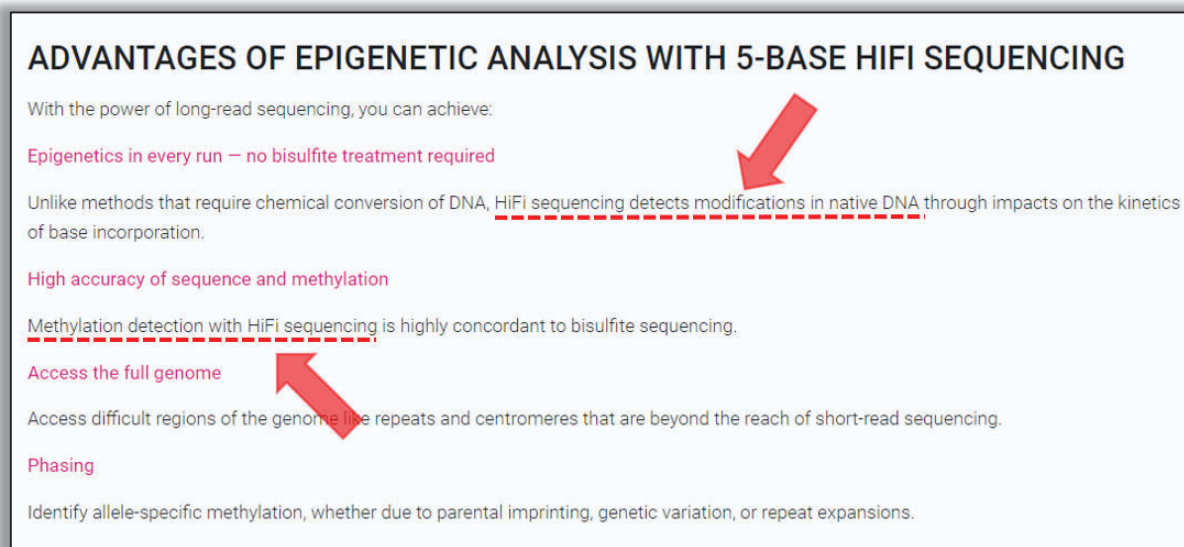 ADVANTAGES OF EPIGENETIC ANALYSIS WITH 5-BASE HIFI SEQUENCING
With the power of long-read sequencing, you can achieve:
Epigenetics in every run — no bisulfite treatment required
Unlike methods that require chemical conversion of DNA, HiFi sequencing detects modifications in native DNA through impacts on the kinetics
of base incorporation.
High accuracy of sequence and methylation
Methylation detection with HiFi sequencing is highly concordant to bisulfite sequencing.
Access the full genome
Access difficult regions of the genome like repeats and centromeres that are beyond the reach of short-read sequencing.
Phasing
Identify allele-specific methylation, whether due to parental imprinting, genetic variation, or repeat expansions.